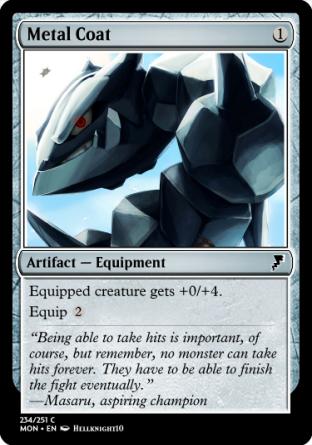 Metal Coat 1
Artifact — Equipment
Equipped creature gets +0/+4.
Equip 2
“Being able to take hits is important, of
course, but remember, no monster can take
hits forever. They have to be able to finish
the fight eventually.”
—Masaru, aspiring champion
234/251 C
MON • EN Hellknight10